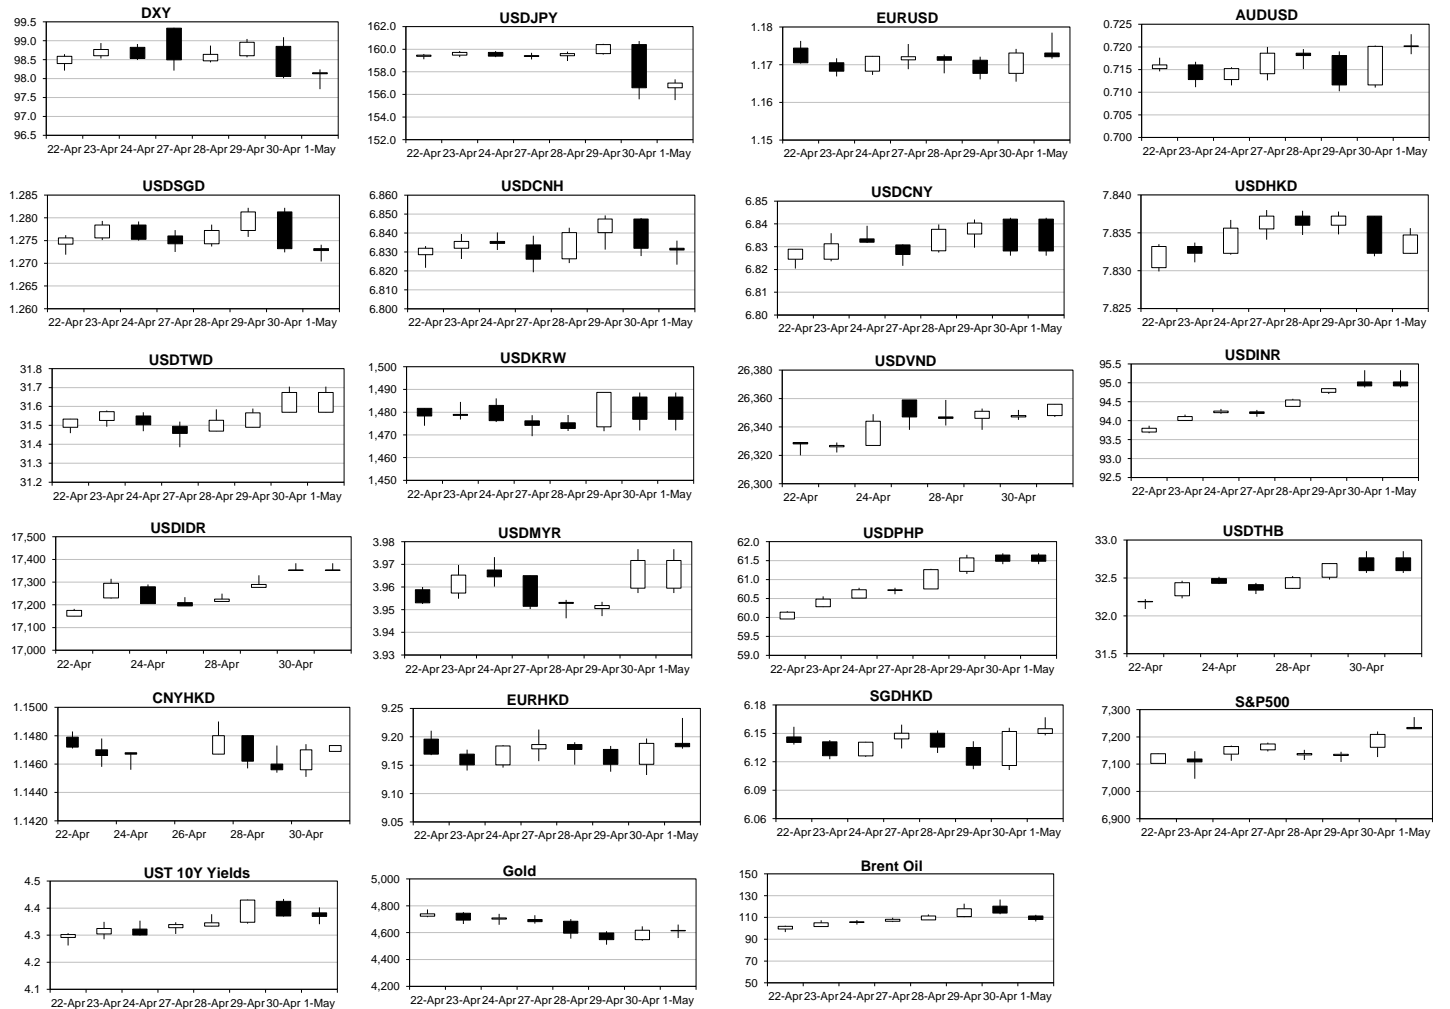 DXY
99.5
99.0
98.5
98.0
97.5
97.0
96.5
22-Apr 23-Apr 24-Apr 27-Apr 28-Apr 29-Apr 30-Apr 1-May
USDJPY
162.0
160.0
158.0
156.0
154.0
152.0
22-Apr 23-Apr 24-Apr 27-Apr 28-Apr 29-Apr 30-Apr 1-May
EURUSD
1.18
1.17
1.16
1.15
22-Apr 23-Apr 24-Apr 27-Apr 28-Apr 29-Apr 30-Apr 1-May
AUDUSD
0.725
0.720
0.715
0.710
0.705
0.700
22-Apr 23-Apr 24-Apr 27-Apr 28-Apr 29-Apr 30-Apr 1-May
USDSGD
1.285
1.280
1.275
1.270
1.265
1.260
22-Apr 23-Apr 24-Apr 27-Apr 28-Apr 29-Apr 30-Apr 1-May
USDCNH
6.860
6.850
6.840
6.830
6.820
6.810
6.800
22-Apr 23-Apr 24-Apr 27-Apr 28-Apr 29-Apr 30-Apr 1-May
USDCNY
6.85
6.84
6.83
6.82
6.81
6.80
22-Apr 23-Apr 24-Apr 27-Apr 28-Apr 29-Apr 30-Apr 1-May
USDHKD
7.840
7.835
7.830
7.825
22-Apr 23-Apr 24-Apr 27-Apr 28-Apr 29-Apr 30-Apr 1-May
USDTWD
31.8
31.7
31.6
31.5
31.4
31.3
31.2
22-Apr 23-Apr 24-Apr 27-Apr 28-Apr 29-Apr 30-Apr 1-May
USDKRW
1,500
1,490
1,480
1,470
1,460
1,450
22-Apr 23-Apr 24-Apr 27-Apr 28-Apr 29-Apr 30-Apr 1-May
USDVND
26,380
26,360
26,340
26,320
26,300
22-Apr 24-Apr 28-Apr 30-Apr
USDINR
95.5
95.0
94.5
94.0
93.5
93.0
92.5
22-Apr 23-Apr 24-Apr 27-Apr 28-Apr 29-Apr 30-Apr 1-May
USDIDR
17,500
17,400
17,300
17,200
17,100
17,000
22-Apr 24-Apr 28-Apr 30-Apr
USDMYR
3.98
3.96
3.95
3.94
3.93
22-Apr 23-Apr 24-Apr 27-Apr 28-Apr 29-Apr 30-Apr 1-May
USDPHP
62.0
61.5
61.0
60.5
60.0
59.5
59.0
22-Apr 23-Apr 24-Apr 27-Apr 28-Apr 29-Apr 30-Apr 1-May
USDTHB
33.0
32.5
32.0
31.5
22-Apr 24-Apr 28-Apr 30-Apr
CNYHKD
1.1500
1.1480
1.1460
1.1440
1.1420
22-Apr 24-Apr 26-Apr 28-Apr 30-Apr
EURHKD
9.25
9.20
9.15
9.10
9.05
22-Apr 23-Apr 24-Apr 27-Apr 28-Apr 29-Apr 30-Apr 1-May
SGDHKD
6.18
6.15
6.12
6.09
6.06
22-Apr 23-Apr 24-Apr 27-Apr 28-Apr 29-Apr 30-Apr 1-May
S&P500
7,300
7,200
7,100
7,000
6,900
22-Apr 23-Apr 24-Apr 27-Apr 28-Apr 29-Apr 30-Apr 1-May
UST 10Y Yields
4.5
4.4
4.3
4.2
4.1
22-Apr 23-Apr 24-Apr 27-Apr 28-Apr 29-Apr 30-Apr 1-May
Gold
5,000
4,800
4,600
4,400
4,200
22-Apr 23-Apr 24-Apr 27-Apr 28-Apr 29-Apr 30-Apr 1-May
Brent Oil
150
130
110
90
70
50
22-Apr 23-Apr 24-Apr 27-Apr 28-Apr 29-Apr 30-Apr 1-May